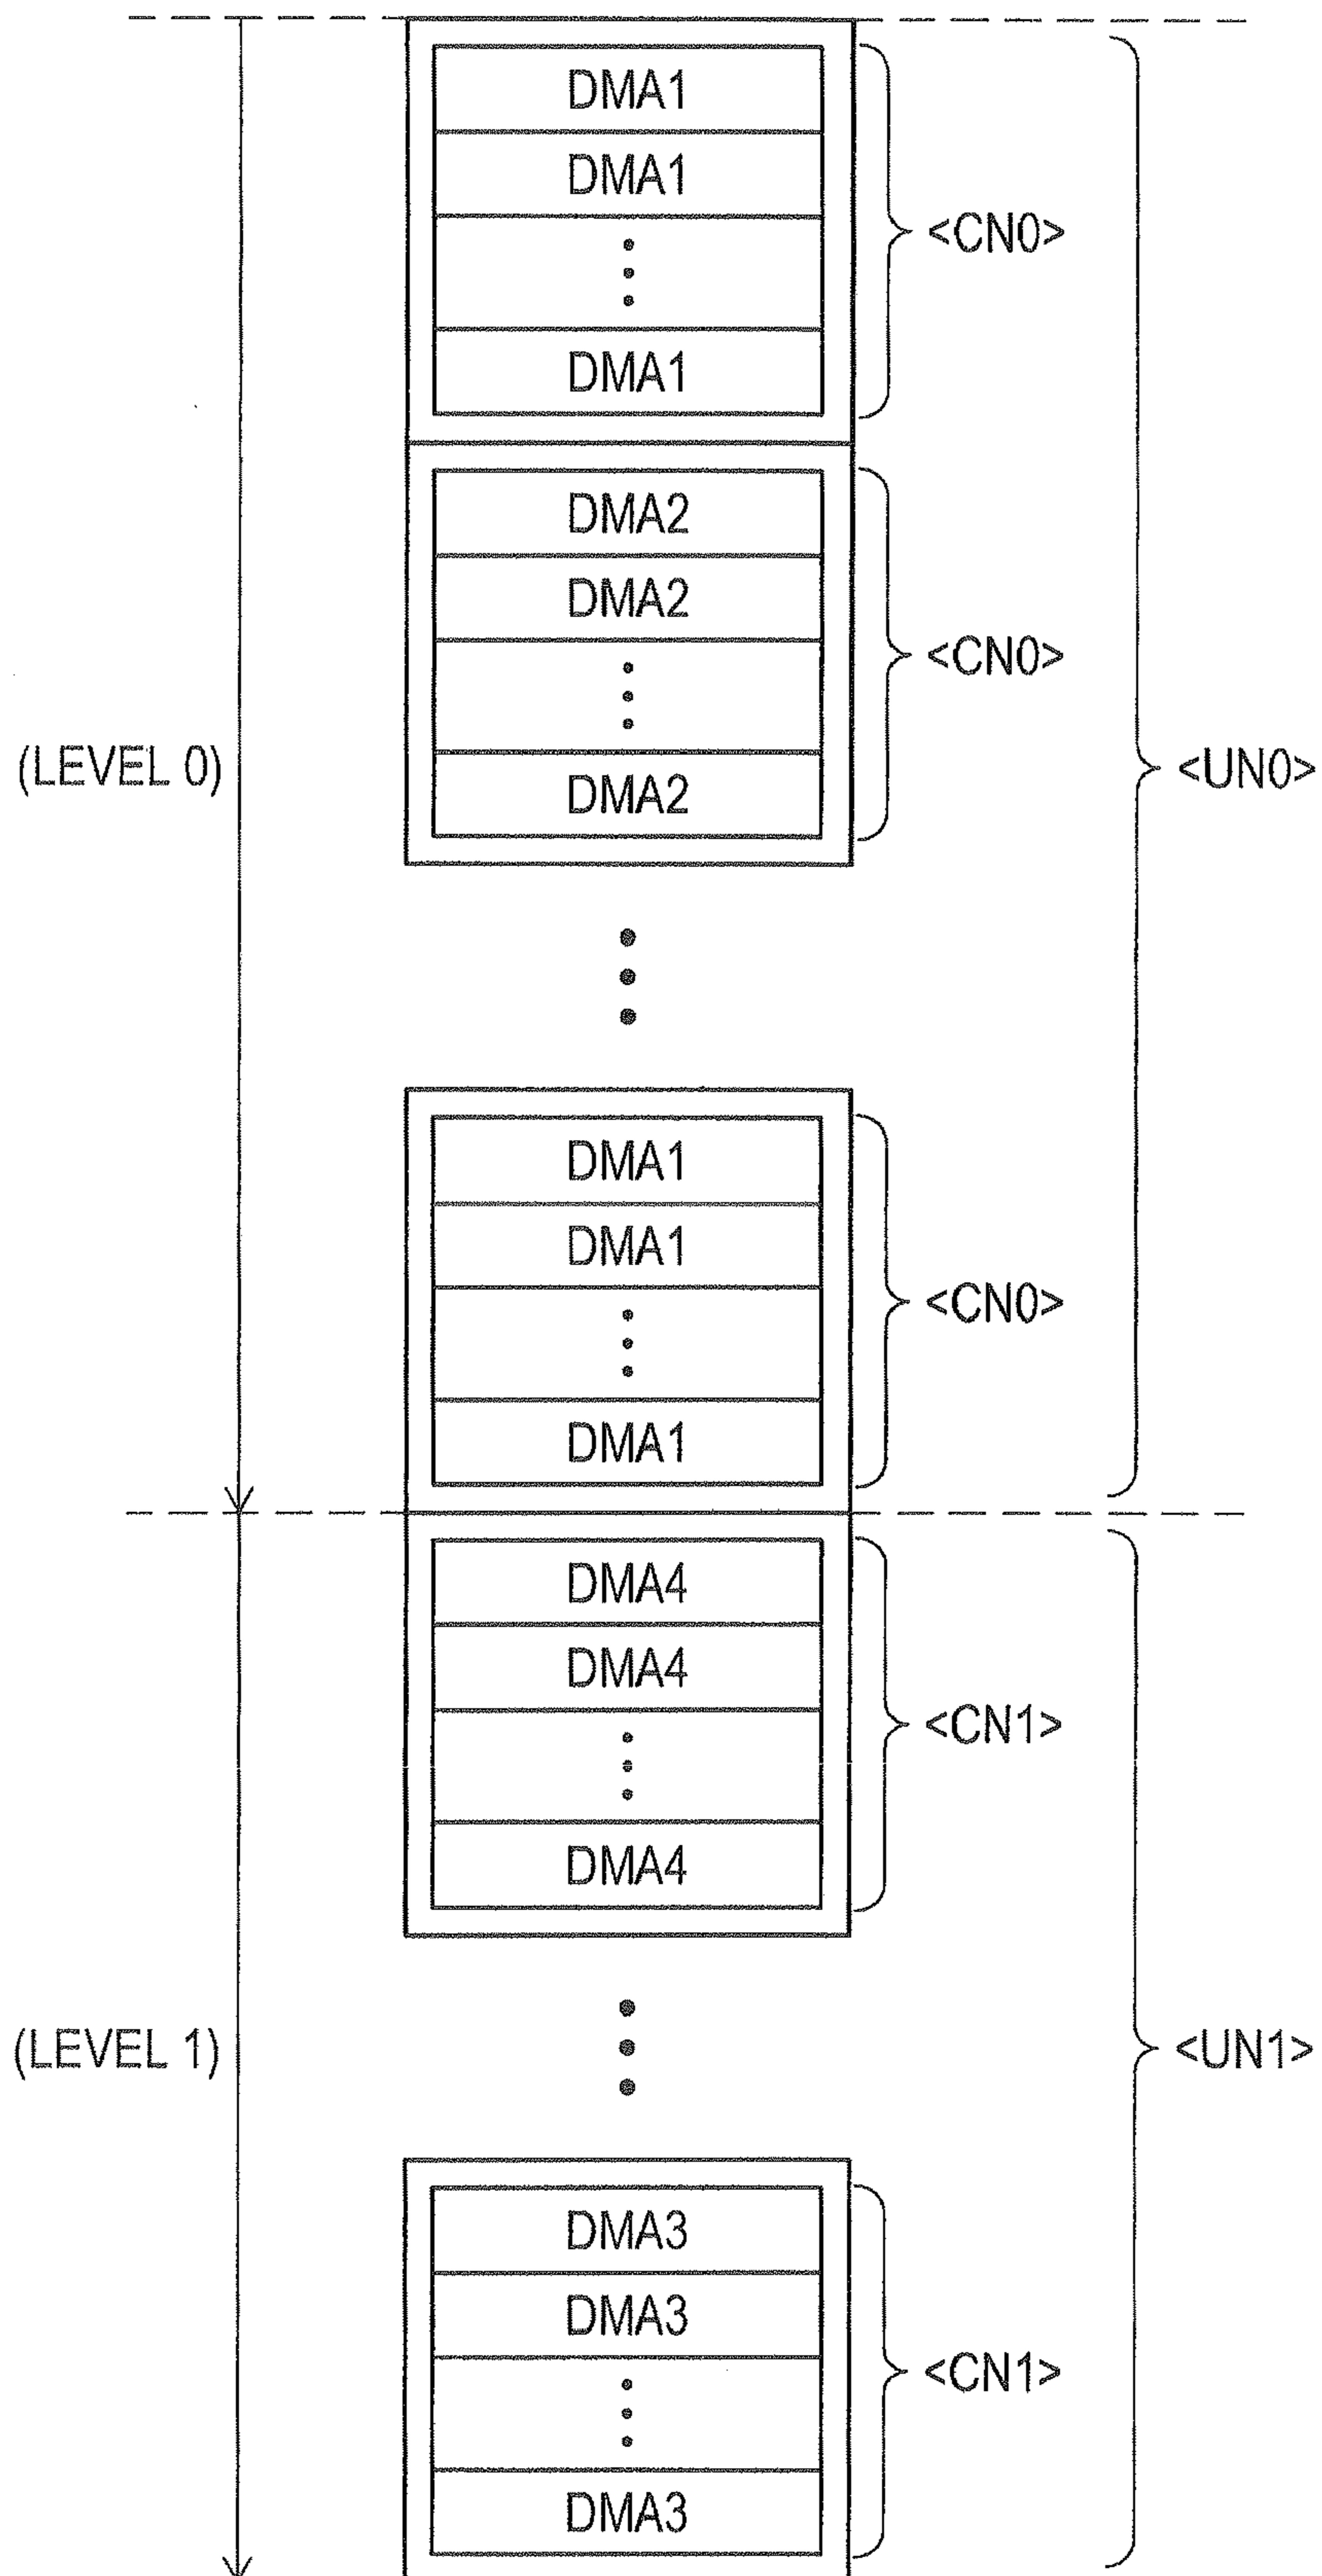 DMA1
DMA1
<CN0>
DMA1
DMA2
DMA2
<CN0>
(LEVEL 0)
<UN0>
DMA2
DMA1
DMA1
<CN0>
DMA1
DMA4
DMA4
<CN1>
DMA4
(LEVEL 1)
<UN1>
DMA3
DMA3
<CN1>
DMA3